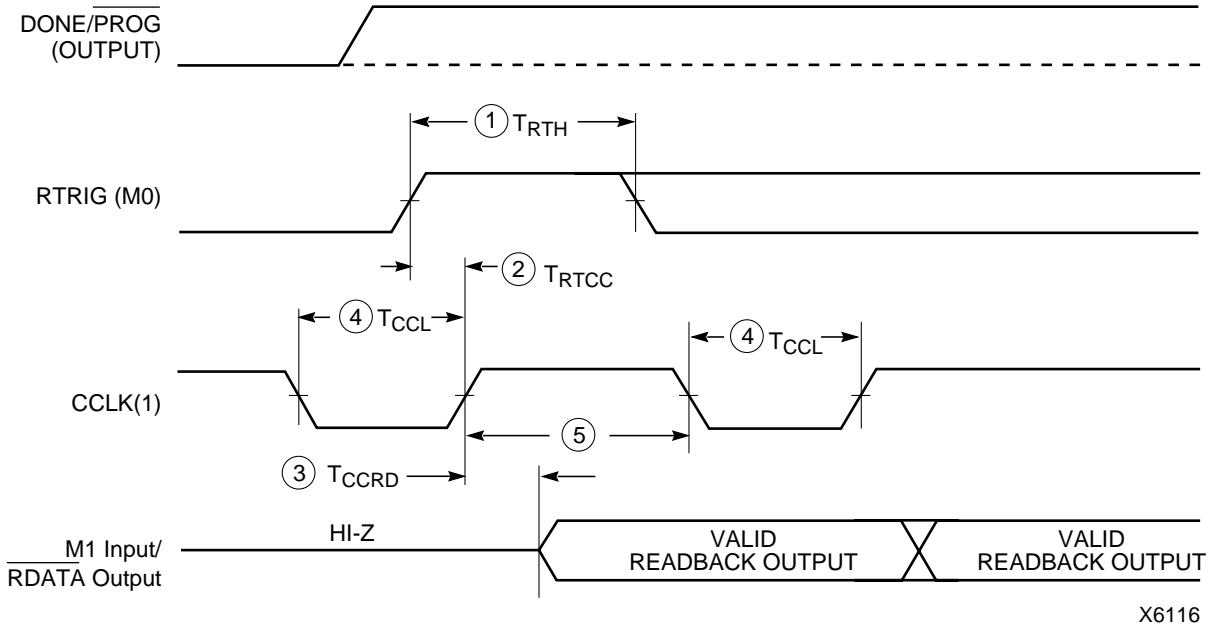 DONE/PROG
(OUTPUT)
1 TRTH
RTRIG (M0)
2 TRTCC
4 TCCL
4 TCCL
CCLK(1)
5
3 TCCRD
HI-Z
M1 Input/
RDATA Output
VALID
READBACK OUTPUT
VALID
READBACK OUTPUT
X6116